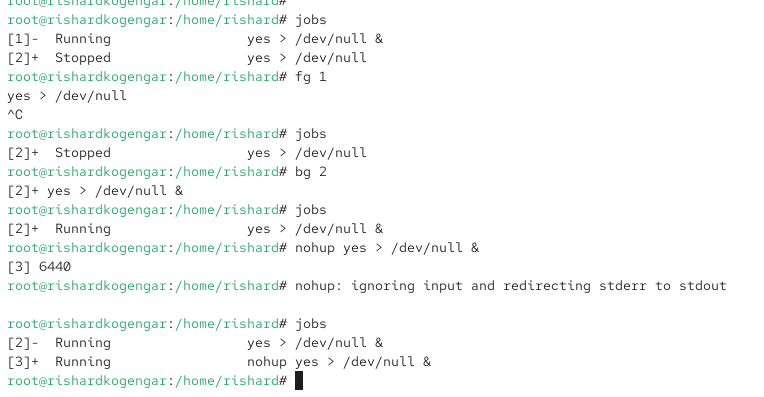 root@rishardkogengar:/home/rishard#
root@rishardkogengar:/home/rishard# jobs
[1]-  Running                 yes > /dev/null &
[2]+  Stopped                 yes > /dev/null
root@rishardkogengar:/home/rishard# fg 1
yes > /dev/null
^C
root@rishardkogengar:/home/rishard# jobs
[2]+  Stopped                 yes > /dev/null
root@rishardkogengar:/home/rishard# bg 2
[2]+ yes > /dev/null &
root@rishardkogengar:/home/rishard# jobs
[2]+  Running                 yes > /dev/null &
root@rishardkogengar:/home/rishard# nohup yes > /dev/null &
[3] 6440
root@rishardkogengar:/home/rishard# nohup: ignoring input and redirecting stderr to stdout
root@rishardkogengar:/home/rishard# jobs
[2]-  Running                 yes > /dev/null &
[3]+  Running                 nohup yes > /dev/null &
root@rishardkogengar:/home/rishard#